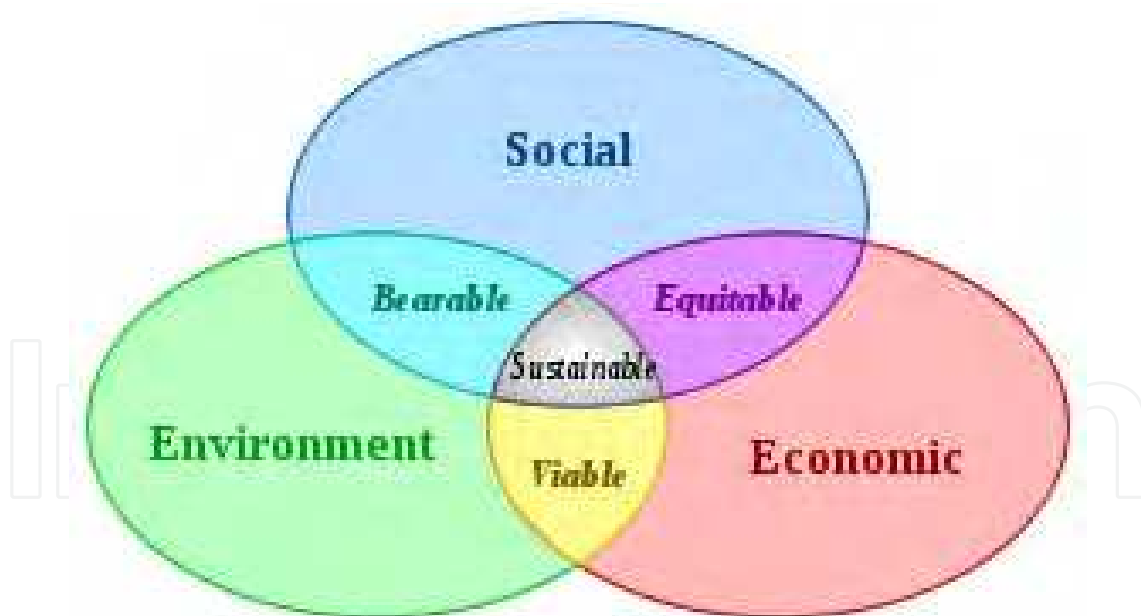 Social
Bearable
Equitable
Sustainable
Environment
Economic
Viable